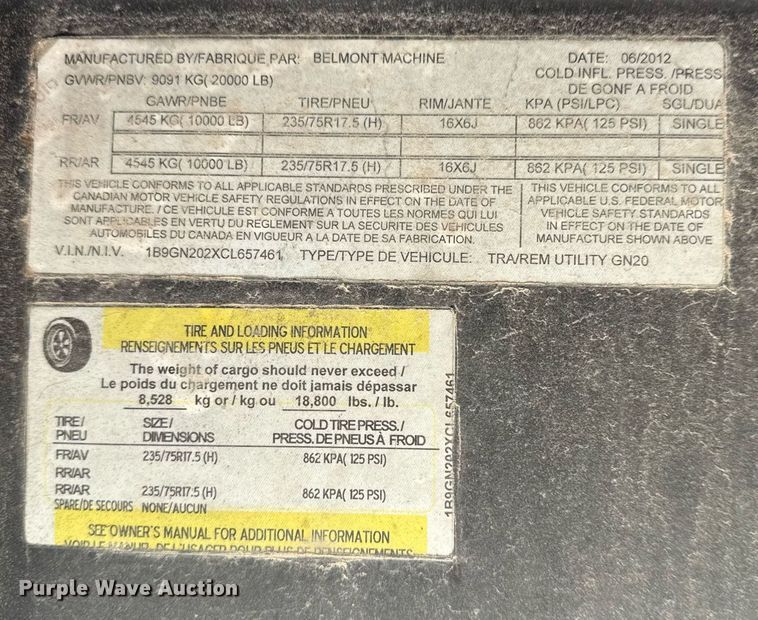 MANUFACTURED BY/FABRIQUE PAR: BELMONT MACHINE DATE: 06/2012
GVWR/PNBV: 9091 KG( 20000 LB) COLD INFL. PRESS. /PRESS
DE GONF A FROID
GAWR/PNBE TIRE/PNEU RIM/JANTE KPA (PSI/LPC) SGL/DUA
FR/AV 4545 KG( 10000 LB) 235/75R17.5 (H) 16X6J 862 KPA( 125 PSI) SINGLE
RR/AR 4545 KG( 10000 LB) 235/75R17.5 (H) 16X6J 862 KPA( 125 PSI) SINGLE
THIS VEHICLE CONFORMS TO ALL APPLICABLE STANDARDS PRESCRIBED UNDER THE
CANADIAN MOTOR VEHICLE SAFETY REGULATIONS IN EFFECT ON THE DATE OF
MANUFACTURE. / CE VEHICULE EST CONFORME A TOUTES LES NORMES QUI LUI
SONT APPLICABLES EN VERTU DU REGLEMENT SUR LA SECURITE DES VEHICULES
AUTOMOBILES DU CANADA EN VIGUEUR A LA DATE DE SA FABRICATION.
THIS VEHICLE CONFORMS TO ALL
APPLICABLE U.S. FEDERAL MOTOR
VEHICLE SAFETY STANDARDS
IN EFFECT ON THE DATE OF
MANUFACTURE SHOWN ABOVE
V.I.N./N.I.V. 1B9GN202XCL657461 TYPE/TYPE DE VEHICULE: TRA/REM UTILITY GN20
TIRE AND LOADING INFORMATION
RENSEIGNEMENTS SUR LES PNEUS ET LE CHARGEMENT
The weight of cargo should never exceed /
Le poids du chargement ne doit jamais dépassar
8,528 kg or / kg ou 18,800 lbs. / lb.
TIRE/ SIZE/ COLD TIRE PRESS./
PNEU DIMENSIONS PRESS. DE PNEUS À FROID
FR/AV 235/75R17.5 (H) 862 KPA( 125 PSI)
RR/AR
RR/AR 235/75R17.5 (H) 862 KPA( 125 PSI)
SPARE/DE SECOURS NONE/AUCUN
SEE OWNER'S MANUAL FOR ADDITIONAL INFORMATION
VOIR LE MANUEL DE L'USAGER POUR PLUS DE RENSEIGNEMENTS
1B9GN202XCL657461
Purple Wave Auction